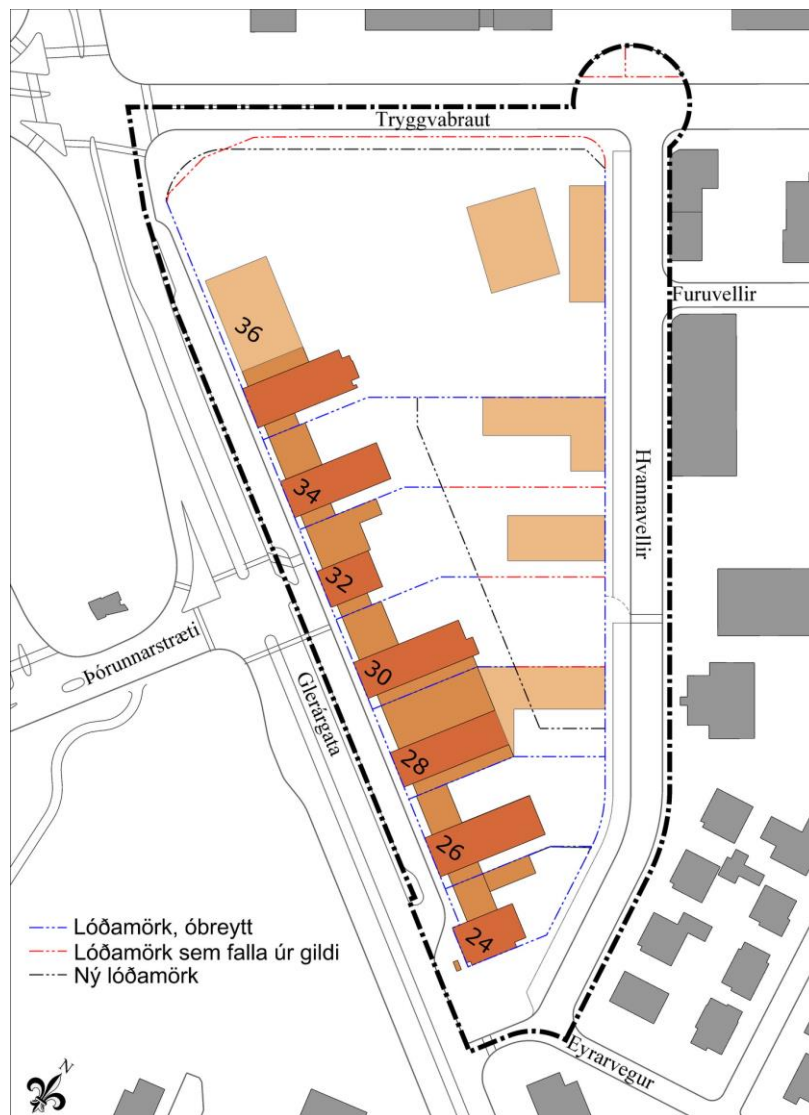 Tryggvabraut
Furuvellir
36
Hvannavellir
34
32
Þórunnarstræti
30
Glerárgata
28
26
Lóðamörk, óbreytt
Lóðamörk sem falla úr gildi
24
Ný lóðamörk
Eyrarvegur
N